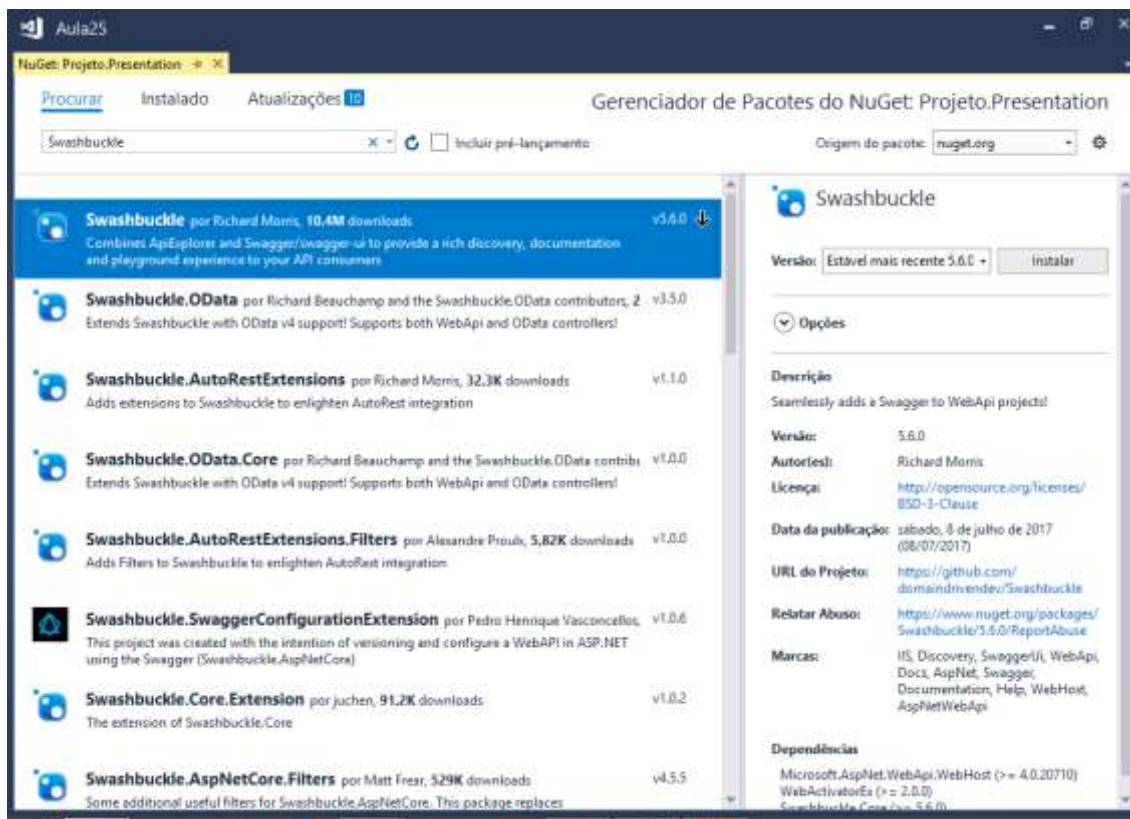 Aula25
NuGet: Projeto.Presentation
Procurar Instalado Atualizações 10
Gerenciador de Pacotes do NuGet: Projeto.Presentation
Swashbuckle
Incluir pré-lançamento
Origem do pacote: nuget.org
Swashbuckle por Richard Morris, 10,4M downloads v5.6.0
Combines ApiExplorer and Swagger/swagger-ui to provide a rich discovery, documentation
and playground experience to your API consumers
Swashbuckle.OData por Richard Beauchamp and the Swashbuckle.OData contributors, 2 v3.5.0
Extends Swashbuckle with OData v4 support! Supports both WebApi and OData controllers!
Swashbuckle.AutoRestExtensions por Richard Morris, 32,3K downloads v1.1.0
Adds extensions to Swashbuckle to enlighten AutoRest integration
Swashbuckle.OData.Core por Richard Beauchamp and the Swashbuckle.OData contribu v1.0.0
Extends Swashbuckle with OData v4 support! Supports both WebApi and OData controllers!
Swashbuckle.AutoRestExtensions.Filters por Alexandre Proulx, 5,82K downloads v1.0.0
Adds Filters to Swashbuckle to enlighten AutoRest integration
Swashbuckle.SwaggerConfigurationExtension por Pedro Henrique Vasconcellos, v1.0.6
This project was created with the intention of versioning and configure a WebAPI in ASP.NET
using the Swagger (Swashbuckle.AspNetCore)
Swashbuckle.Core.Extension por juchen, 91,2K downloads v1.0.2
The extension of Swashbuckle.Core
Swashbuckle.AspNetCore.Filters por Matt Frear, 529K downloads v4.5.5
Some additional useful filters for Swashbuckle.AspNetCore. This package replaces
Swashbuckle
Versão: Estável mais recente 5.6.0 Instalar
Opções
Descrição
Seamlessly adds a Swagger to WebApi projects!
Versão: 5.6.0
Autor(es): Richard Morris
Licença: http://opensource.org/licenses/
BSD-3-Clause
Data da publicação: sábado, 8 de julho de 2017
(08/07/2017)
URL do Projeto: https://github.com/
domaindrivendev/Swashbuckle
Relatar Abuso: https://www.nuget.org/packages/
Swashbuckle/5.6.0/ReportAbuse
Marcas: IIS, Discovery, SwaggerUi, WebApi,
Docs, AspNet, Swagger,
Documentation, Help, WebHost,
AspNetWebApi
Dependências
Microsoft.AspNet.WebApi.WebHost (>= 4.0.20710)
WebActivatorEx (>= 2.0.0)
Swashbuckle.Core (>= 5.6.0)